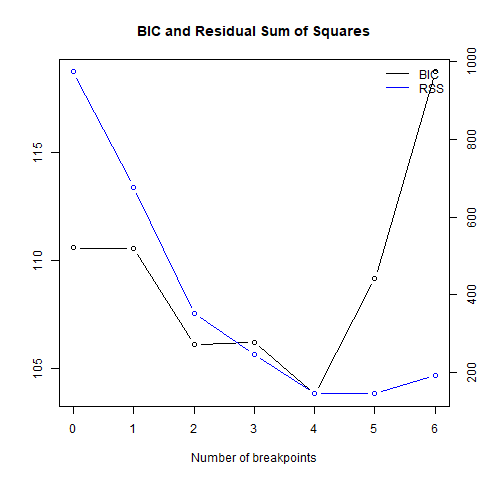 BIC and Residual Sum of Squares
BIC
RSS
115
110
105
1000
800
600
400
200
0 1 2 3 4 5 6
Number of breakpoints